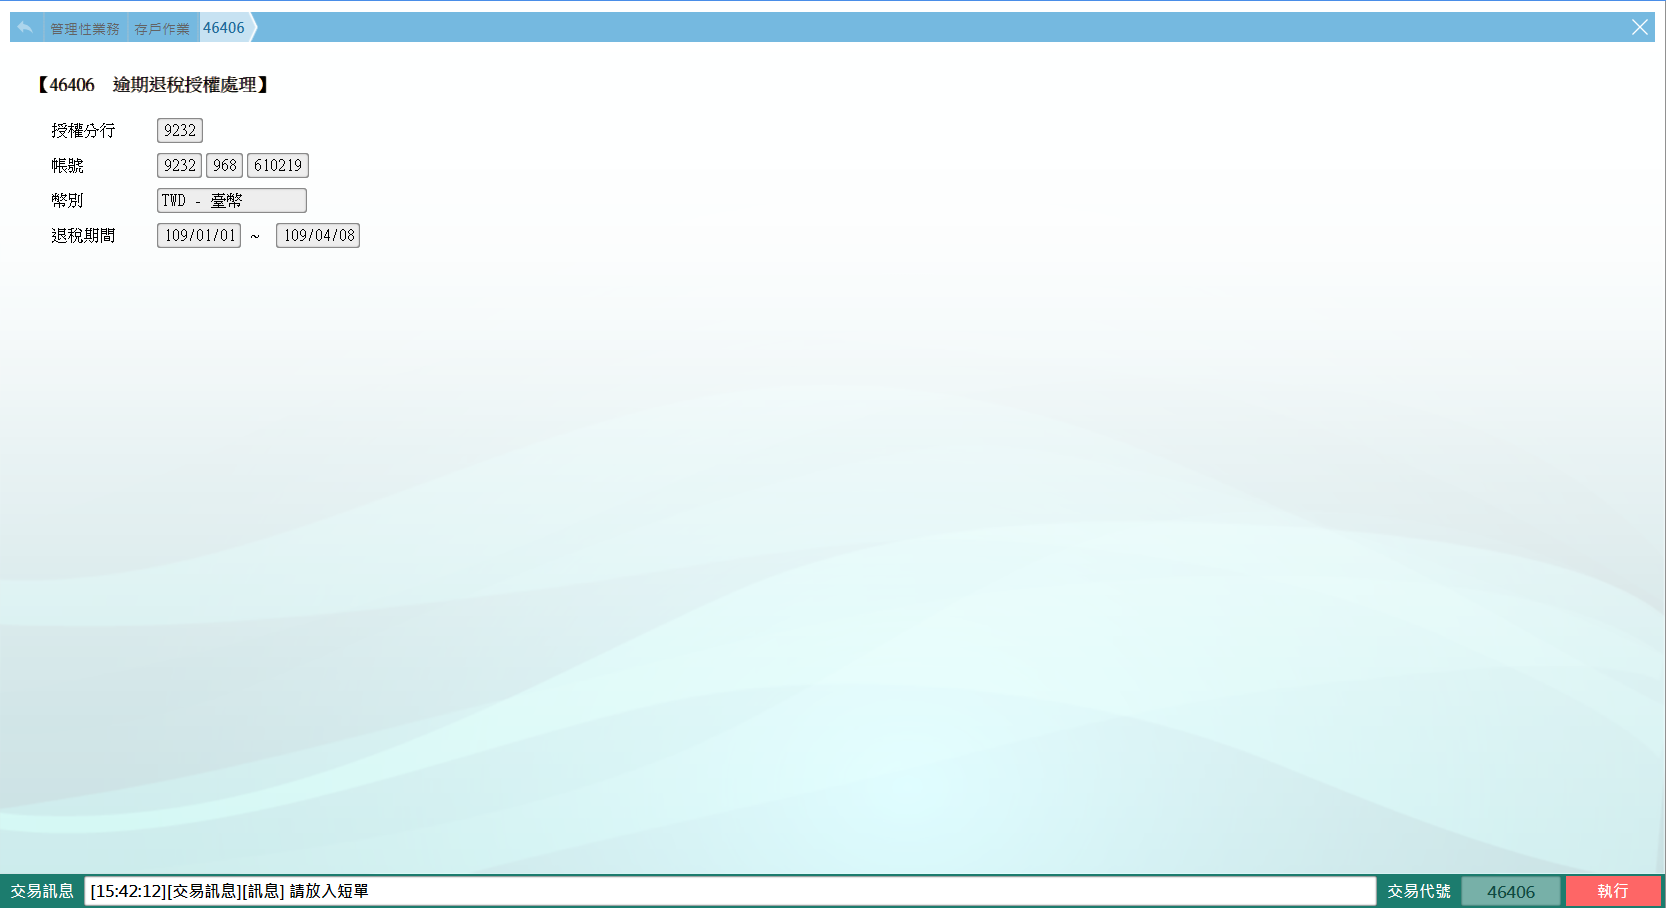 管理性業務 存戶作業 46406
【46406　逾期退稅授權處理】
授權分行 9232
帳號 9232 968 610219
幣別 TWD - 臺幣
退稅期間 109/01/01 ~ 109/04/08
交易訊息 [15:42:12][交易訊息][訊息] 請放入短單 交易代號 46406 執行